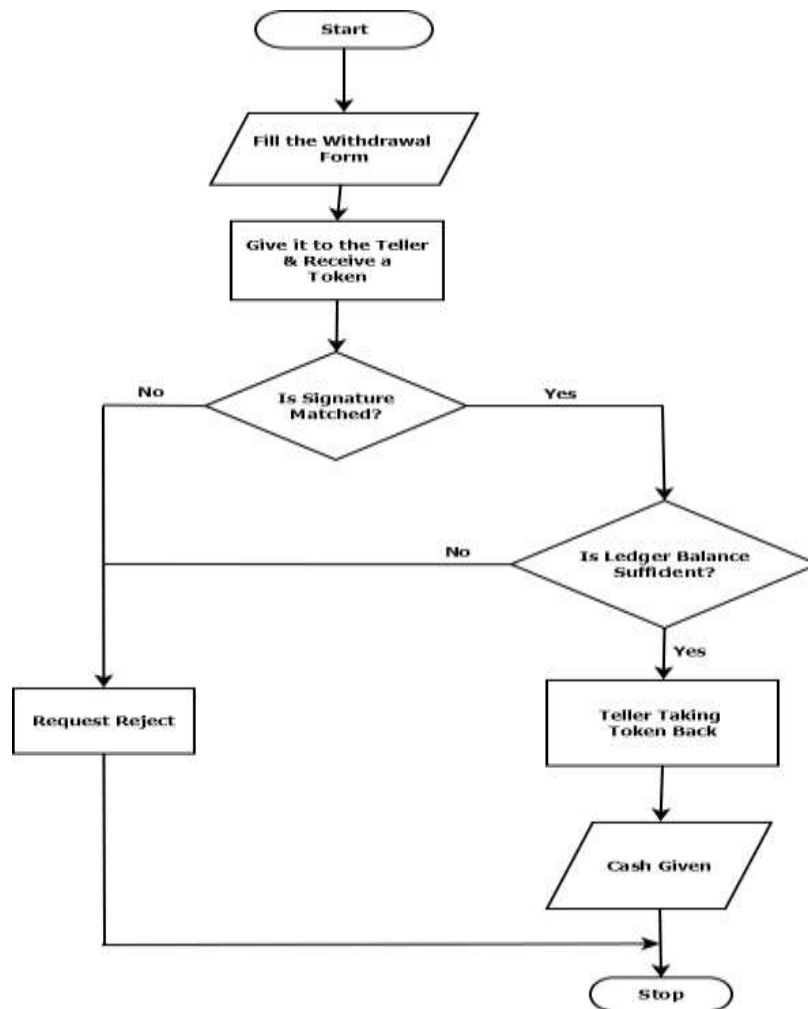 Start
Fill the Withdrawal
Form
Give it to the Teller
& Receive a
Token
Is Signature
Matched?
No
Yes
Is Ledger Balance
Sufficient?
No
Yes
Request Reject
Teller Taking
Token Back
Cash Given
Stop